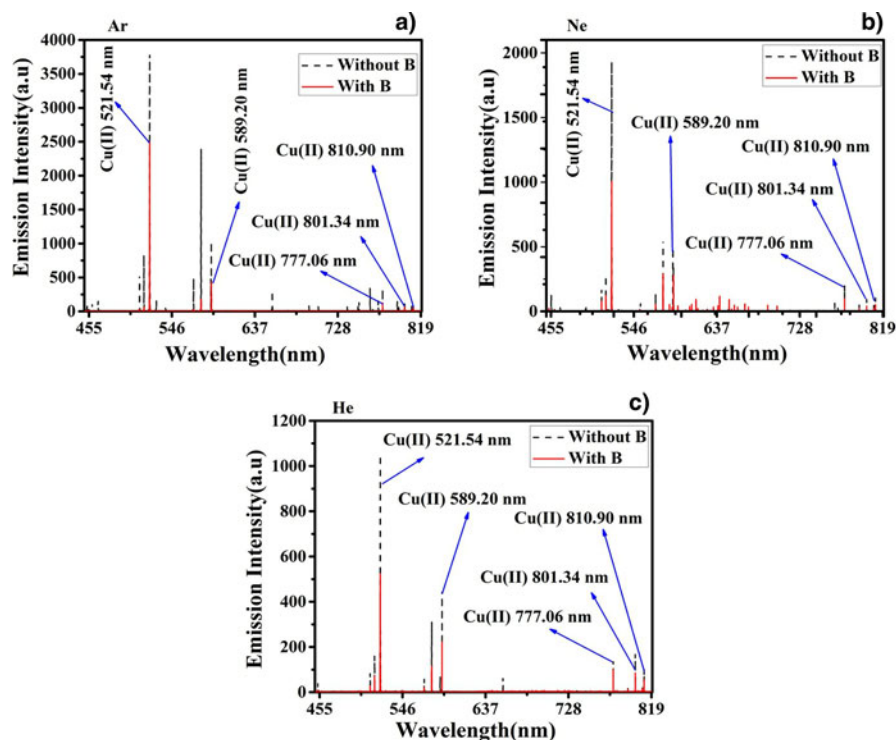 Ar
a)
Emission Intensity(a.u)
4000
3500
3000
2500
2000
1500
1000
500
0
Cu(II) 521.54 nm
Cu(II) 589.20 nm
Without B
With B
Cu(II) 810.90 nm
Cu(II) 801.34 nm
Cu(II) 777.06 nm
455 546 637 728 819
Wavelength(nm)
Ne
b)
Emission Intensity(a.u)
2000
1500
1000
500
0
Cu(II) 521.54 nm
Without B
With B
Cu(II) 589.20 nm
Cu(II) 810.90 nm
Cu(II) 801.34 nm
Cu(II) 777.06 nm
455 546 637 728 819
Wavelength(nm)
He
c)
Emission Intensity(a.u)
1200
1000
800
600
400
200
0
Cu(II) 521.54 nm
Without B
With B
Cu(II) 589.20 nm
Cu(II) 810.90 nm
Cu(II) 801.34 nm
Cu(II) 777.06 nm
455 546 637 728 819
Wavelength(nm)